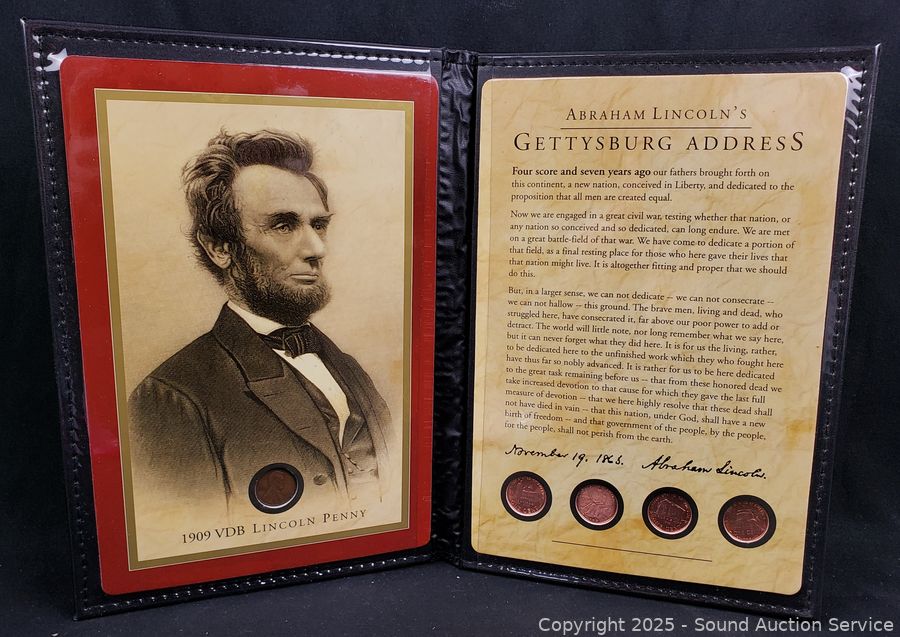 1909 VDB LINCOLN PENNY
ABRAHAM LINCOLN'S
GETTYSBURG ADDRESS
Four score and seven years ago our fathers brought forth on
this continent, a new nation, conceived in Liberty, and dedicated to the
proposition that all men are created equal.
Now we are engaged in a great civil war, testing whether that nation, or
any nation so conceived and so dedicated, can long endure. We are met
on a great battle-field of that war. We have come to dedicate a portion of
that field, as a final resting place for those who here gave their lives that
that nation might live. It is altogether fitting and proper that we should
do this.
But, in a larger sense, we can not dedicate -- we can not consecrate --
we can not hallow -- this ground. The brave men, living and dead, who
struggled here, have consecrated it, far above our poor power to add or
detract. The world will little note, nor long remember what we say here,
but it can never forget what they did here. It is for us the living, rather,
to be dedicated here to the unfinished work which they who fought here
have thus far so nobly advanced. It is rather for us to be here dedicated
to the great task remaining before us -- that from these honored dead we
take increased devotion to that cause for which they gave the last full
measure of devotion -- that we here highly resolve that these dead shall
not have died in vain -- that this nation, under God, shall have a new
birth of freedom -- and that government of the people, by the people,
for the people, shall not perish from the earth.
November 19, 1863. Abraham Lincoln.
Copyright 2025 - Sound Auction Service